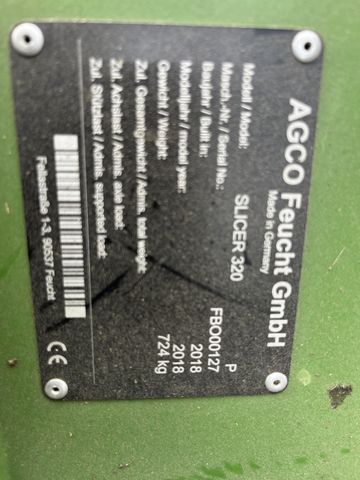 AGCO Feucht GmbH
Made in Germany
Modell / Model: SLICER 320 P
Masch.-Nr. / Serial No.: FBO00127
Baujahr / Built in: 2018
Modelljahr / model year: 2018
Gewicht / Weight: 724 kg
Zul. Gesamtgewicht / Admis. total weight:
Zul. Achslast / Admis. axle load:
Zul. Stützlast / Admis. supported load:
Fellastraße 1-3, 90537 Feucht
CE